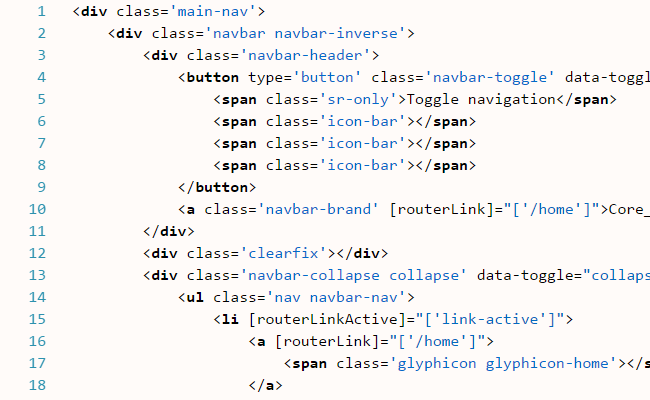 1 <div class='main-nav'>
2 <div class='navbar navbar-inverse'>
3 <div class='navbar-header'>
4 <button type='button' class='navbar-toggle' data-toggl
5 <span class='sr-only'>Toggle navigation</span>
6 <span class='icon-bar'></span>
7 <span class='icon-bar'></span>
8 <span class='icon-bar'></span>
9 </button>
10 <a class='navbar-brand' [routerLink]="['/home']">Core_
11 </div>
12 <div class='clearfix'></div>
13 <div class='navbar-collapse collapse' data-toggle="collaps
14 <ul class='nav navbar-nav'>
15 <li [routerLinkActive]="['link-active']">
16 <a [routerLink]="['/home']">
17 <span class='glyphicon glyphicon-home'></s
18 </a>